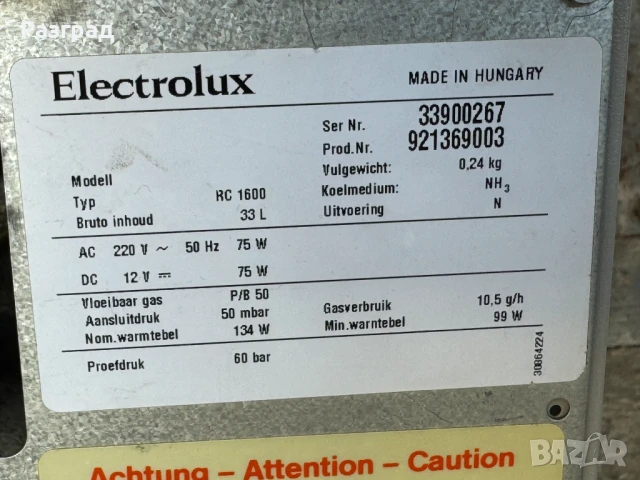 Разград
Electrolux
MADE IN HUNGARY
Ser Nr. 33900267
Prod.Nr. 921369003
Vulgewicht: 0,24 kg
Koelmedium: NH3
Uitvoering N
Modell
Typ RC 1600
Bruto inhoud 33 L
AC 220 V ~ 50 Hz 75 W
DC 12 V ⎓ 75 W
Vloeibaar gas P/B 50
Aansluitdruk 50 mbar
Nom.warmtebel 134 W
Gasverbruik 10,5 g/h
Min.warntebel 99 W
Proefdruk 60 bar
30864224
Achtung – Attention – Caution
BAZAR